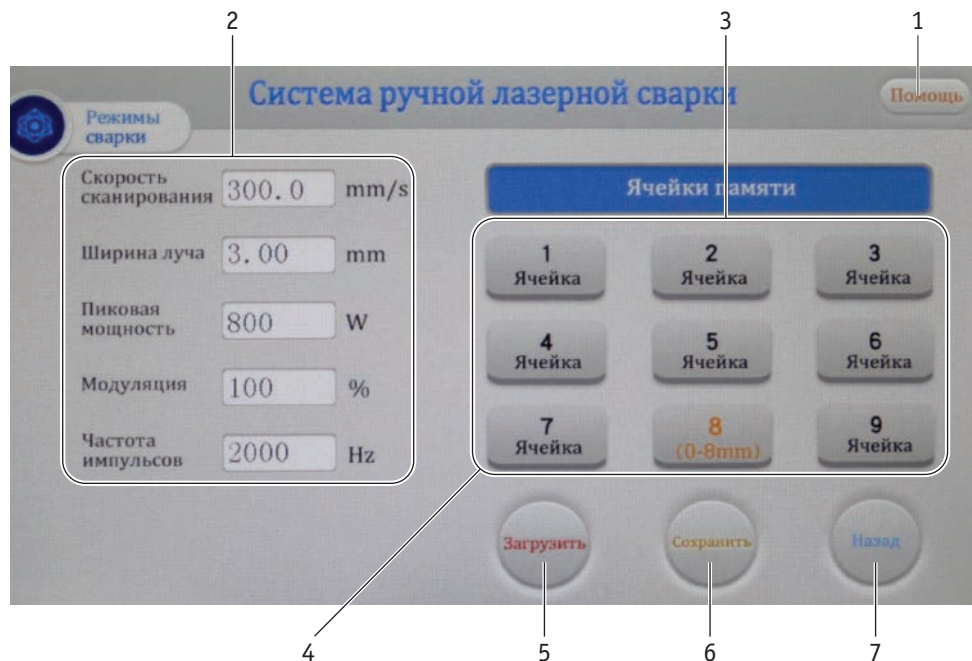 2
3
1
Система ручной лазерной сварки
Помощь
Режимы
сварки
Скорость
сканирования 300.0 mm/s
Ширина луча 3.00 mm
Пиковая
мощность 800 W
Модуляция 100 %
Частота
импульсов 2000 Hz
Ячейки памяти
1
Ячейка
2
Ячейка
3
Ячейка
4
Ячейка
5
Ячейка
6
Ячейка
7
Ячейка
8
(0-8mm)
9
Ячейка
Загрузить
Сохранить
Назад
4
5
6
7